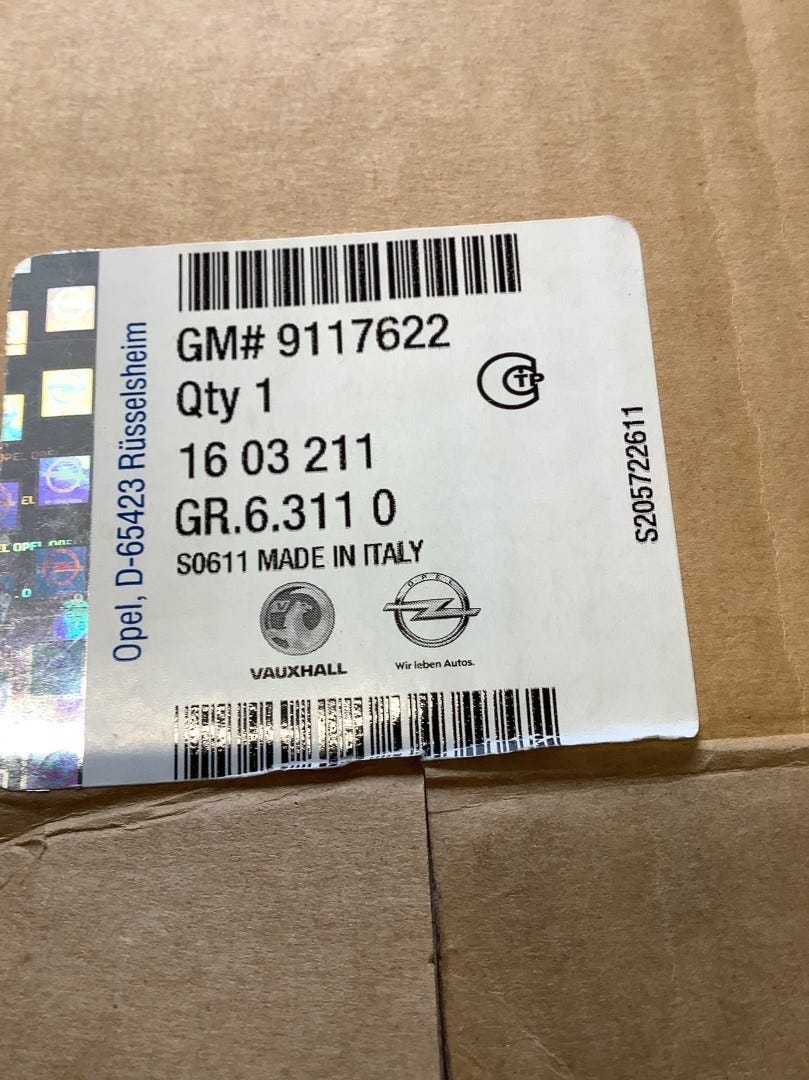 GM# 9117622
Qty 1
16 03 211
GR.6.311 0
S0611 MADE IN ITALY
VAUXHALL
OPEL
Wir leben Autos.
Opel, D-65423 Rüsselsheim
S205722611